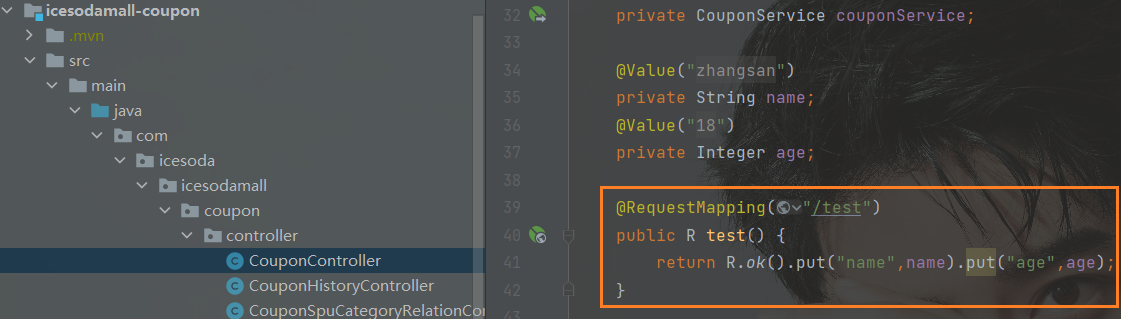 icesodamall-coupon
.mvn
src
main
java
com
icesoda
icesodamall
coupon
controller
CouponController
CouponHistoryController
CouponSpuCategoryRelationCo
32 private CouponService couponService;
33
34 @Value("zhangsan")
35 private String name;
36 @Value("18")
37 private Integer age;
38
39 @RequestMapping("/test")
40 public R test() {
41 return R.ok().put("name",name).put("age",age);
42 }
43